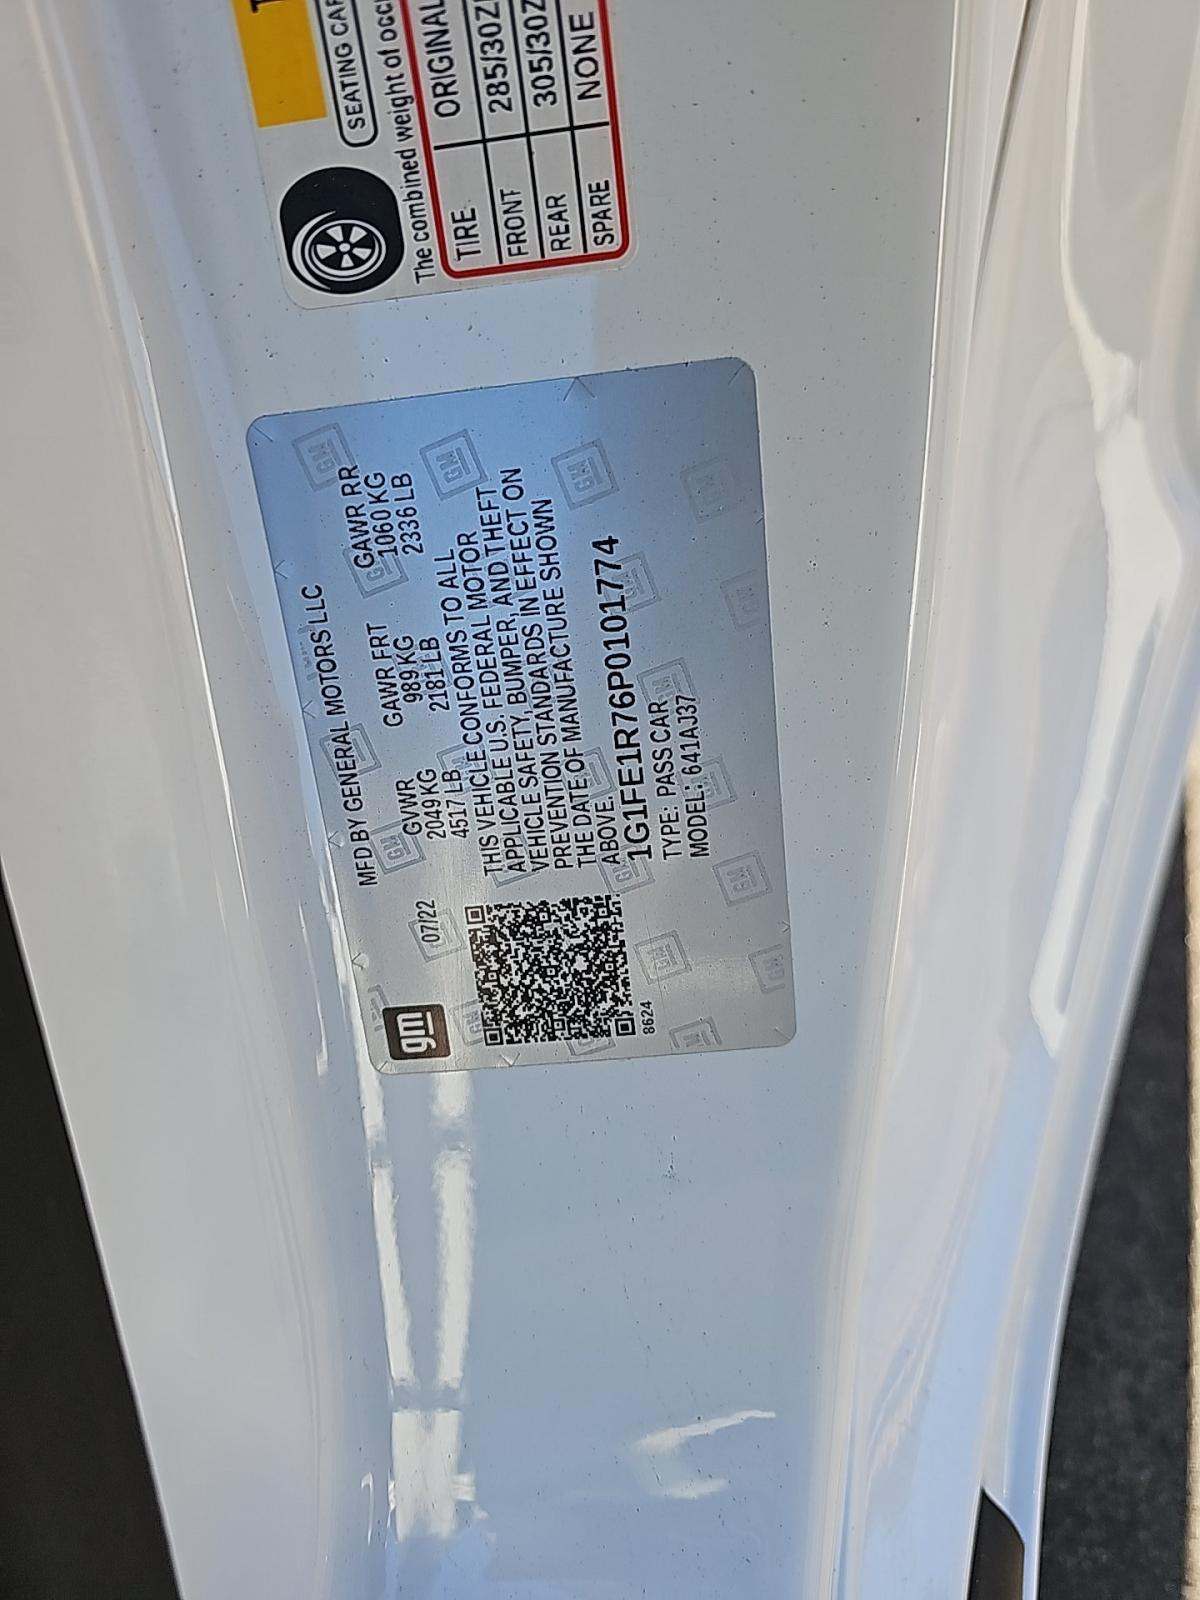 gm
MFD BY GENERAL MOTORS LLC
07/22 GVWR GAWR FRT GAWR RR
2049 KG 989 KG 1060 KG
4517 LB 2181 LB 2336 LB
THIS VEHICLE CONFORMS TO ALL
APPLICABLE U.S. FEDERAL MOTOR
VEHICLE SAFETY, BUMPER, AND THEFT
PREVENTION STANDARDS IN EFFECT ON
THE DATE OF MANUFACTURE SHOWN
ABOVE.
1G1FE1R76P0101774
TYPE: PASS CAR
MODEL: 641AJ37
8624
SEATING
The combined weight of
TIRE ORIGINAL
FRONT 285/30Z
REAR 305/30Z
SPARE NONE